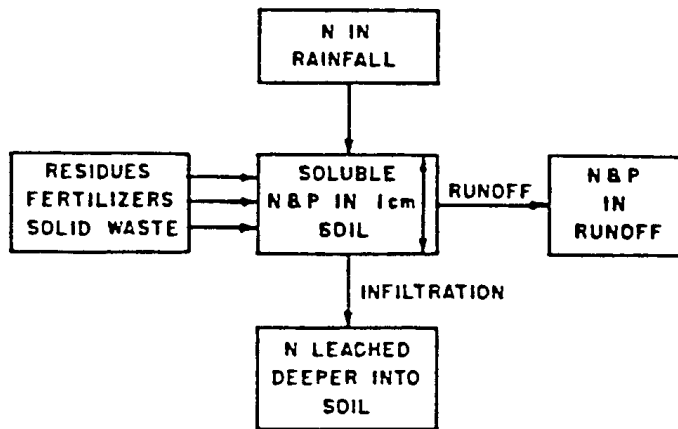 N IN
RAINFALL
RESIDUES
FERTILIZERS
SOLID WASTE
SOLUBLE
N & P IN 1cm
SOIL
RUNOFF
N & P
IN
RUNOFF
INFILTRATION
N LEACHED
DEEPER INTO
SOIL